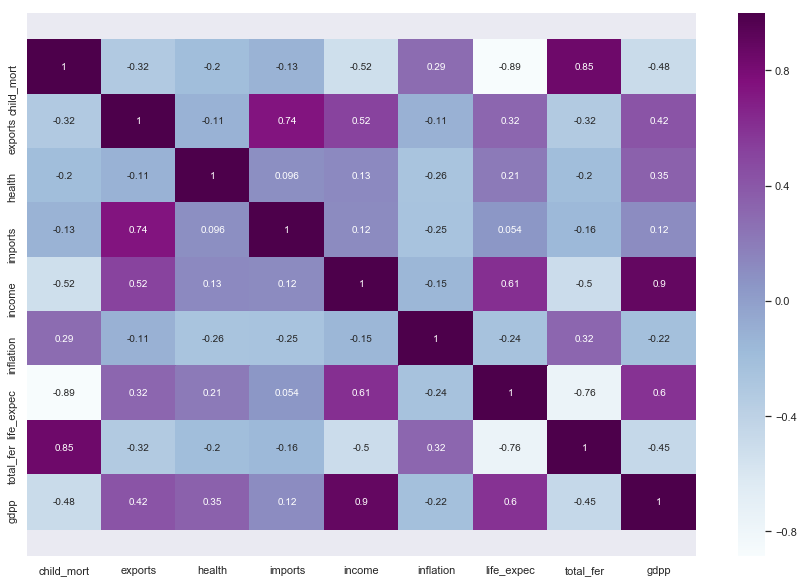 child_mort 1 -0.32 -0.2 -0.13 -0.52 0.29 -0.89 0.85 -0.48
exports -0.32 1 -0.11 0.74 0.52 -0.11 0.32 -0.32 0.42
health -0.2 -0.11 1 0.096 0.13 -0.26 0.21 -0.2 0.35
imports -0.13 0.74 0.096 1 0.12 -0.25 0.054 -0.16 0.12
income -0.52 0.52 0.13 0.12 1 -0.15 0.61 -0.5 0.9
inflation 0.29 -0.11 -0.26 -0.25 -0.15 1 -0.24 0.32 -0.22
life_expec -0.89 0.32 0.21 0.054 0.61 -0.24 1 -0.76 0.6
total_fer 0.85 -0.32 -0.2 -0.16 -0.5 0.32 -0.76 1 -0.45
gdpp -0.48 0.42 0.35 0.12 0.9 -0.22 0.6 -0.45 1
child_mort exports health imports income inflation life_expec total_fer gdpp
0.8
0.4
0.0
-0.4
-0.8